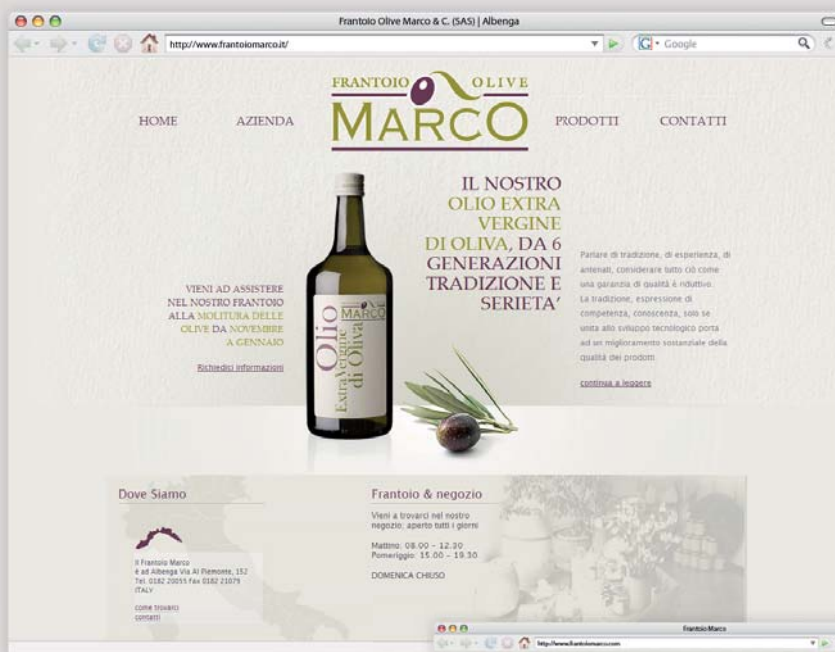 Frantoio Olive Marco & C. (SAS) | Albenga
http://www.frantoiomarco.it/
Google
FRANTOIO OLIVE
MARCO
HOME
AZIENDA
PRODOTTI
CONTATTI
IL NOSTRO
OLIO EXTRA
VERGINE
DI OLIVA, DA 6
GENERAZIONI
TRADIZIONE E
SERIETA’
VIENI AD ASSISTERE
NEL NOSTRO FRANTOIO
ALLA MOLITURA DELLE
OLIVE DA NOVEMBRE
A GENNAIO
Richiedici informazioni
MARCO
Olio
ExtraVergine
di Oliva
Parlare di tradizione, di esperienza, di
antenati, considerare tutto ciò come
una garanzia di qualità è riduttivo.
La tradizione, espressione di
competenza, conoscenza, solo se
unita allo sviluppo tecnologico porta
ad un miglioramento sostanziale della
qualità dei prodotti
continua a leggere
Dove Siamo
Il Frantoio Marco
è ad Albenga Via Al Piemonte, 152
Tel. 0182 20055 Fax 0182 21079
ITALY
come trovarci
contatti
Frantoio & negozio
Vieni a trovarci nel nostro
negozio; aperto tutti i giorni
Mattino: 08.00 – 12.30
Pomeriggio: 15.00 – 19.30
DOMENICA CHIUSO
Frantoio Marco
http://www.frantoiomarco.com